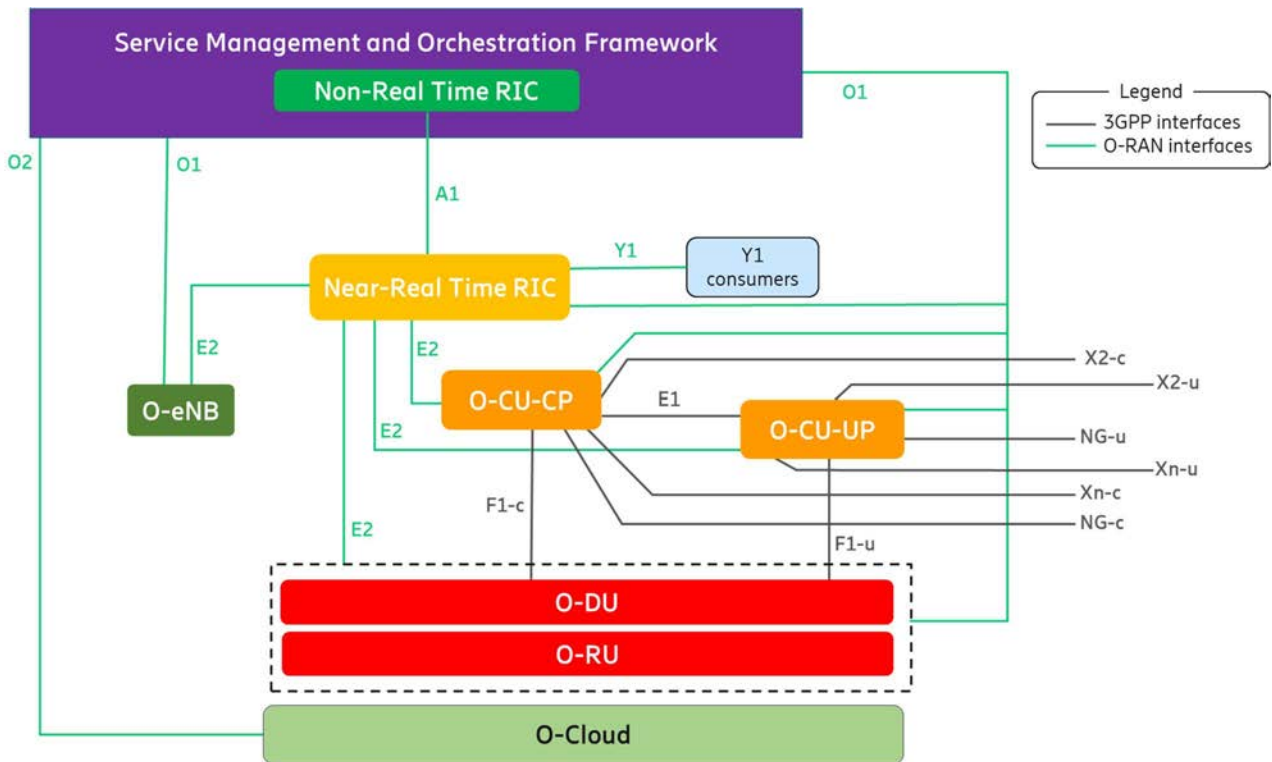 Service Management and Orchestration Framework
Non-Real Time RIC
O1
Legend
3GPP interfaces
O-RAN interfaces
O2
O1
A1
Y1
Y1
consumers
Near-Real Time RIC
E2
E2
X2-c
X2-u
O-eNB
O-CU-CP
E1
O-CU-UP
E2
NG-u
Xn-u
Xn-c
F1-c
NG-c
E2
F1-u
O-DU
O-RU
O-Cloud